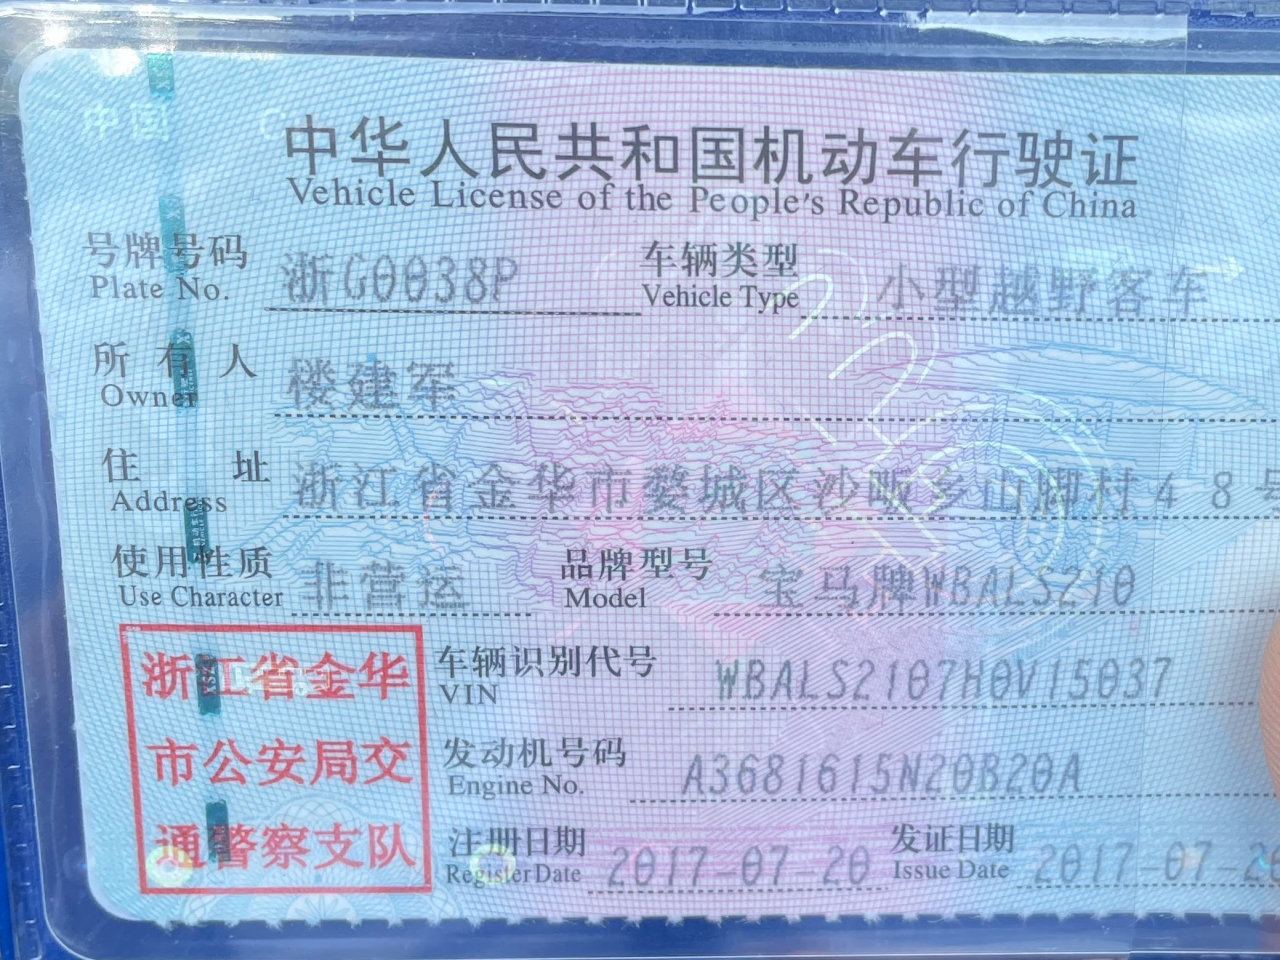 中国
中华人民共和国机动车行驶证
Vehicle License of the People's Republic of China
号牌号码 浙G0038P 车辆类型 小型越野客车
Plate No. Vehicle Type
所有人 楼建军
Owner
住址 浙江省金华市婺城区沙畈乡山脚村48号
Address
使用性质 非营运 品牌型号 宝马牌WBALS210
Use Character Model
浙江省金华 车辆识别代号 WBALS2107H0V15037
VIN
市公安局交 发动机号码 A3681615N20B20A
Engine No.
通警察支队 注册日期 2017-07-20 发证日期 2017-07-20
Register Date Issue Date